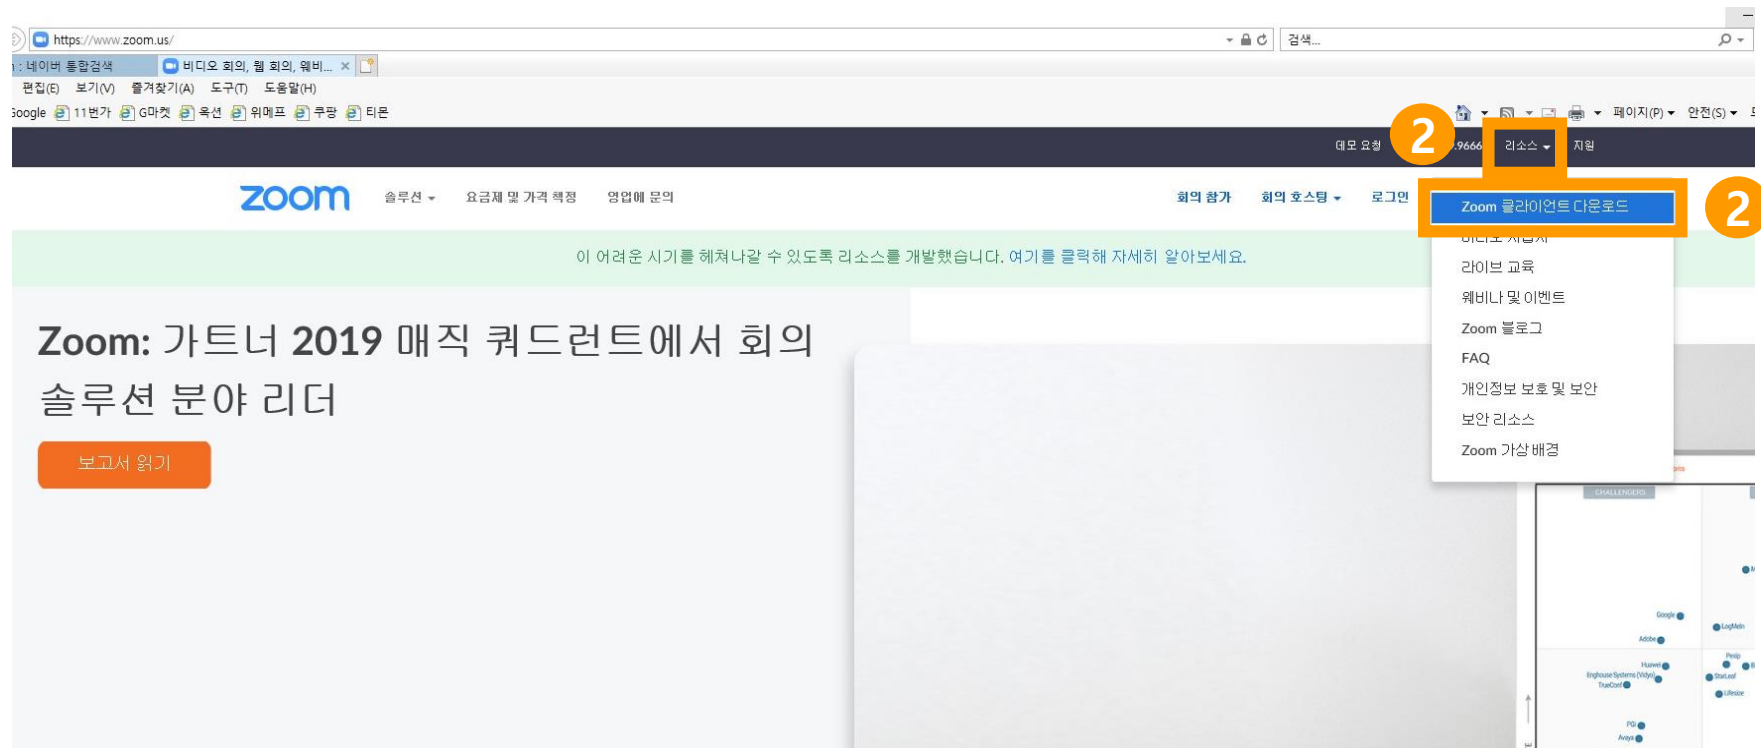 https://www.zoom.us/
검색...
: 네이버 통합검색
비디오 회의, 웹 회의, 웨비...
편집(E) 보기(V) 즐겨찾기(A) 도구(T) 도움말(H)
Google 11번가 G마켓 옥션 위메프 쿠팡 티몬
페이지(P) 안전(S)
데모 요청 2 .9666 리소스 지원
zoom 솔루션 요금제 및 가격 책정 영업에 문의 회의 참가 회의 호스팅 로그인
Zoom 클라이언트 다운로드 2
이 어려운 시기를 헤쳐나갈 수 있도록 리소스를 개발했습니다. 여기를 클릭해 자세히 알아보세요.
라이브 교육
웨비나 및 이벤트
Zoom 블로그
FAQ
개인정보 보호 및 보안
보안 리소스
Zoom 가상 배경
Zoom: 가트너 2019 매직 쿼드런트에서 회의
솔루션 분야 리더
보고서 읽기
CHALLENGERS
Google
LogMeIn
Adobe
Huawei
Pexip
Enghouse Systems (Vidyo)
StarLeaf
TrueConf
Lifesize
PGi
Avaya